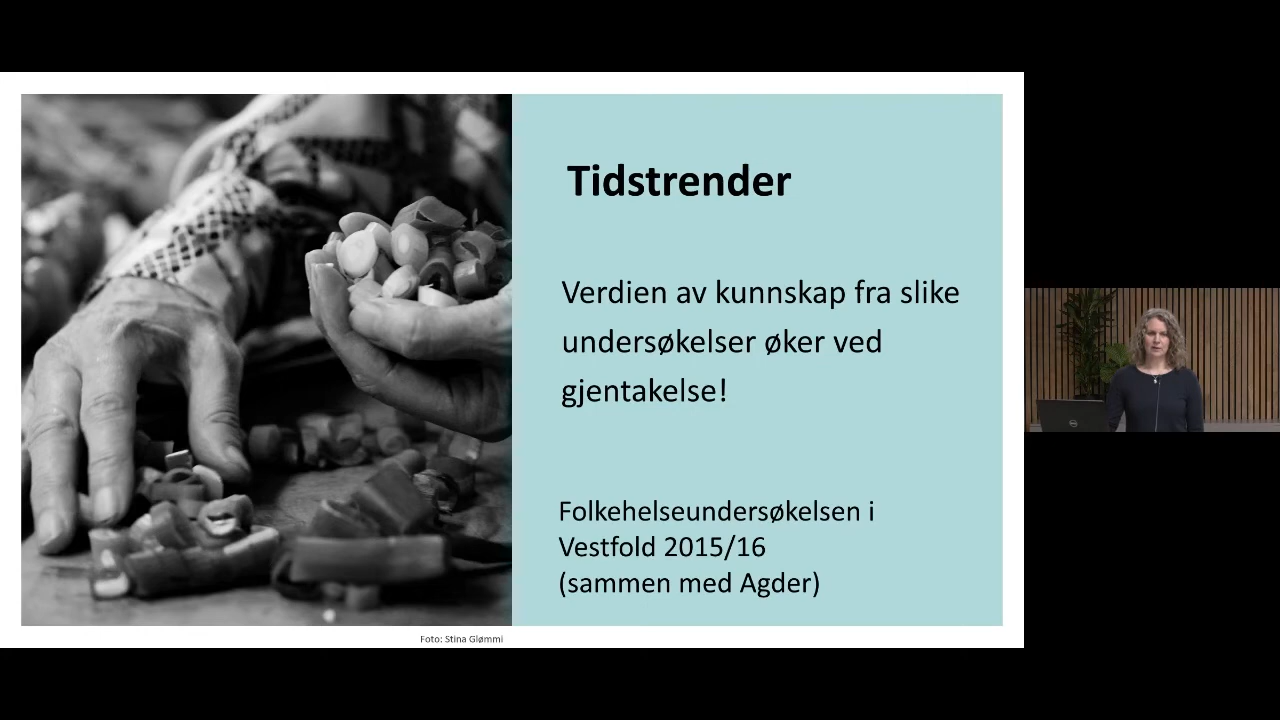 Tidstrender
Verdien av kunnskap fra slike
undersøkelser øker ved
gjentakelse!
Folkehelseundersøkelsen i
Vestfold 2015/16
(sammen med Agder)
Foto: Stina Glømmi